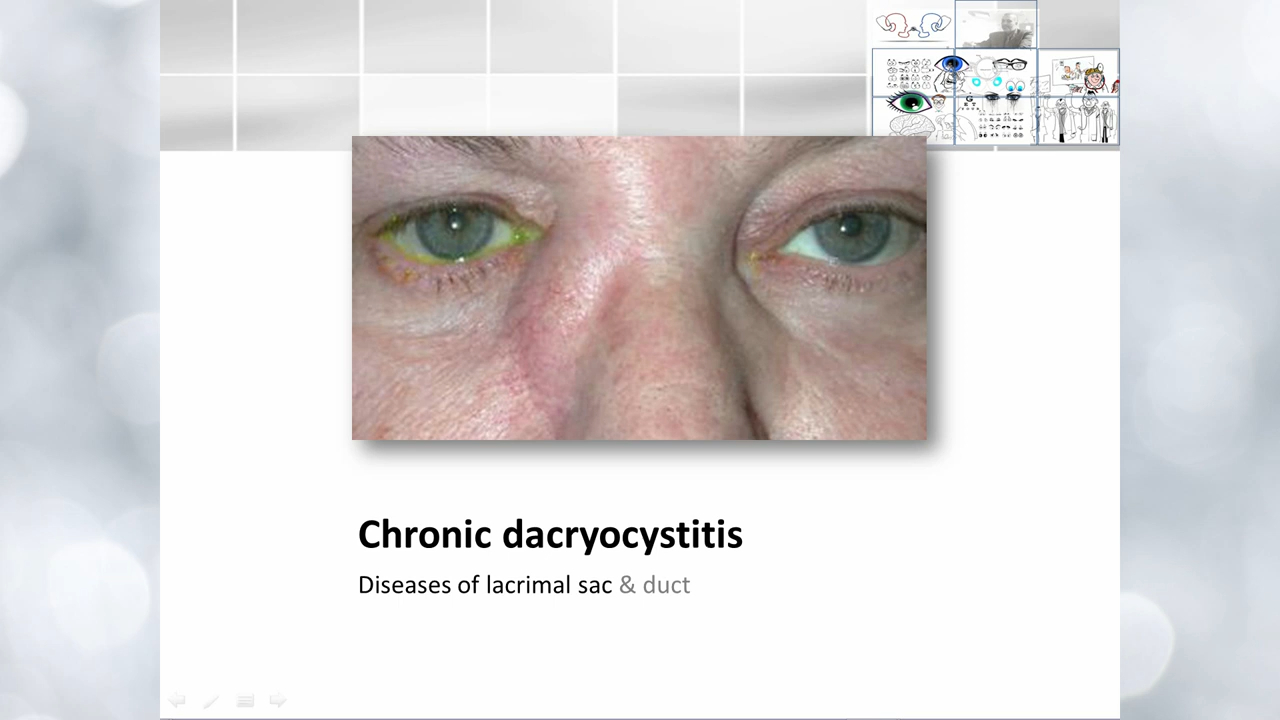 Chronic dacryocystitis
Diseases of lacrimal sac & duct